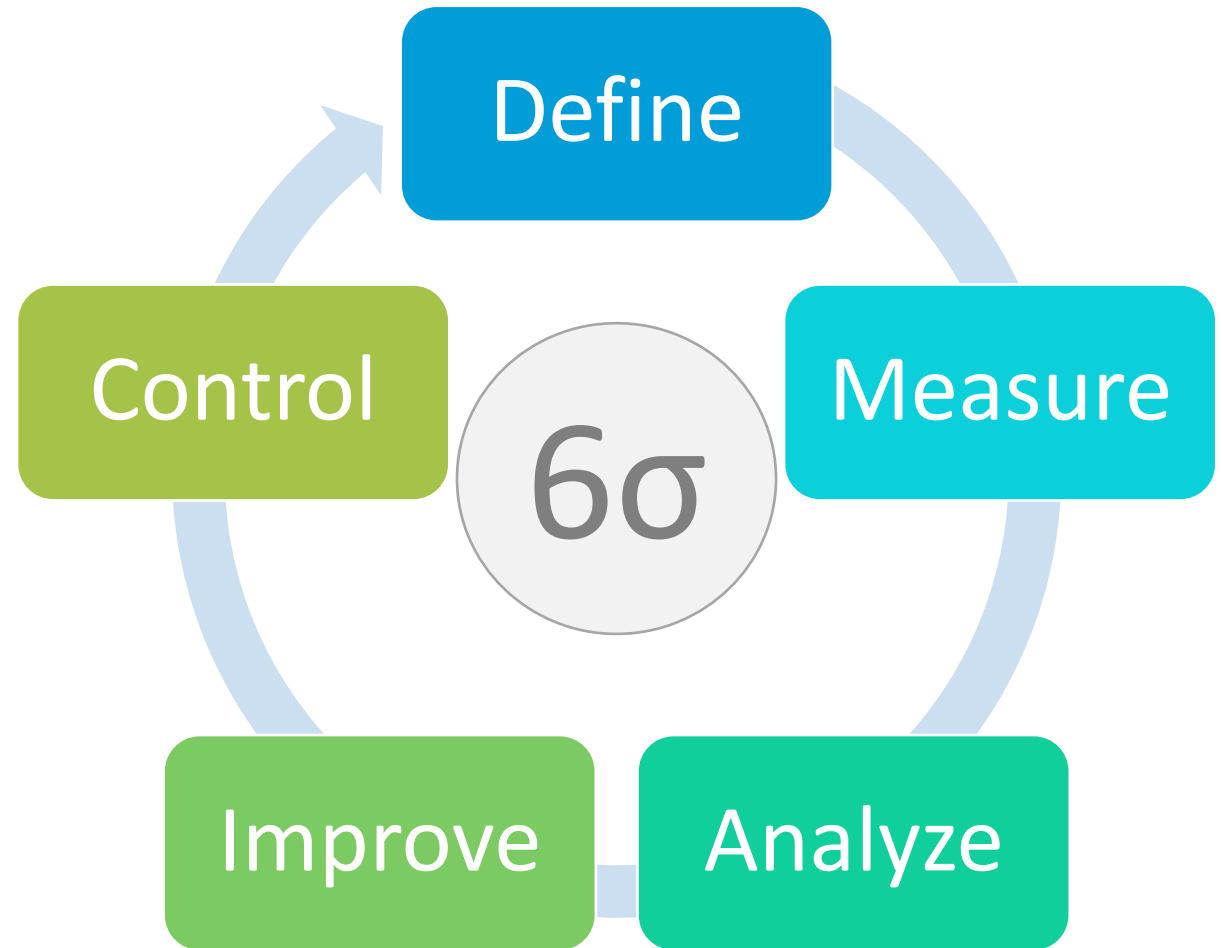 Define
Measure
Analyze
Improve
Control
6σ